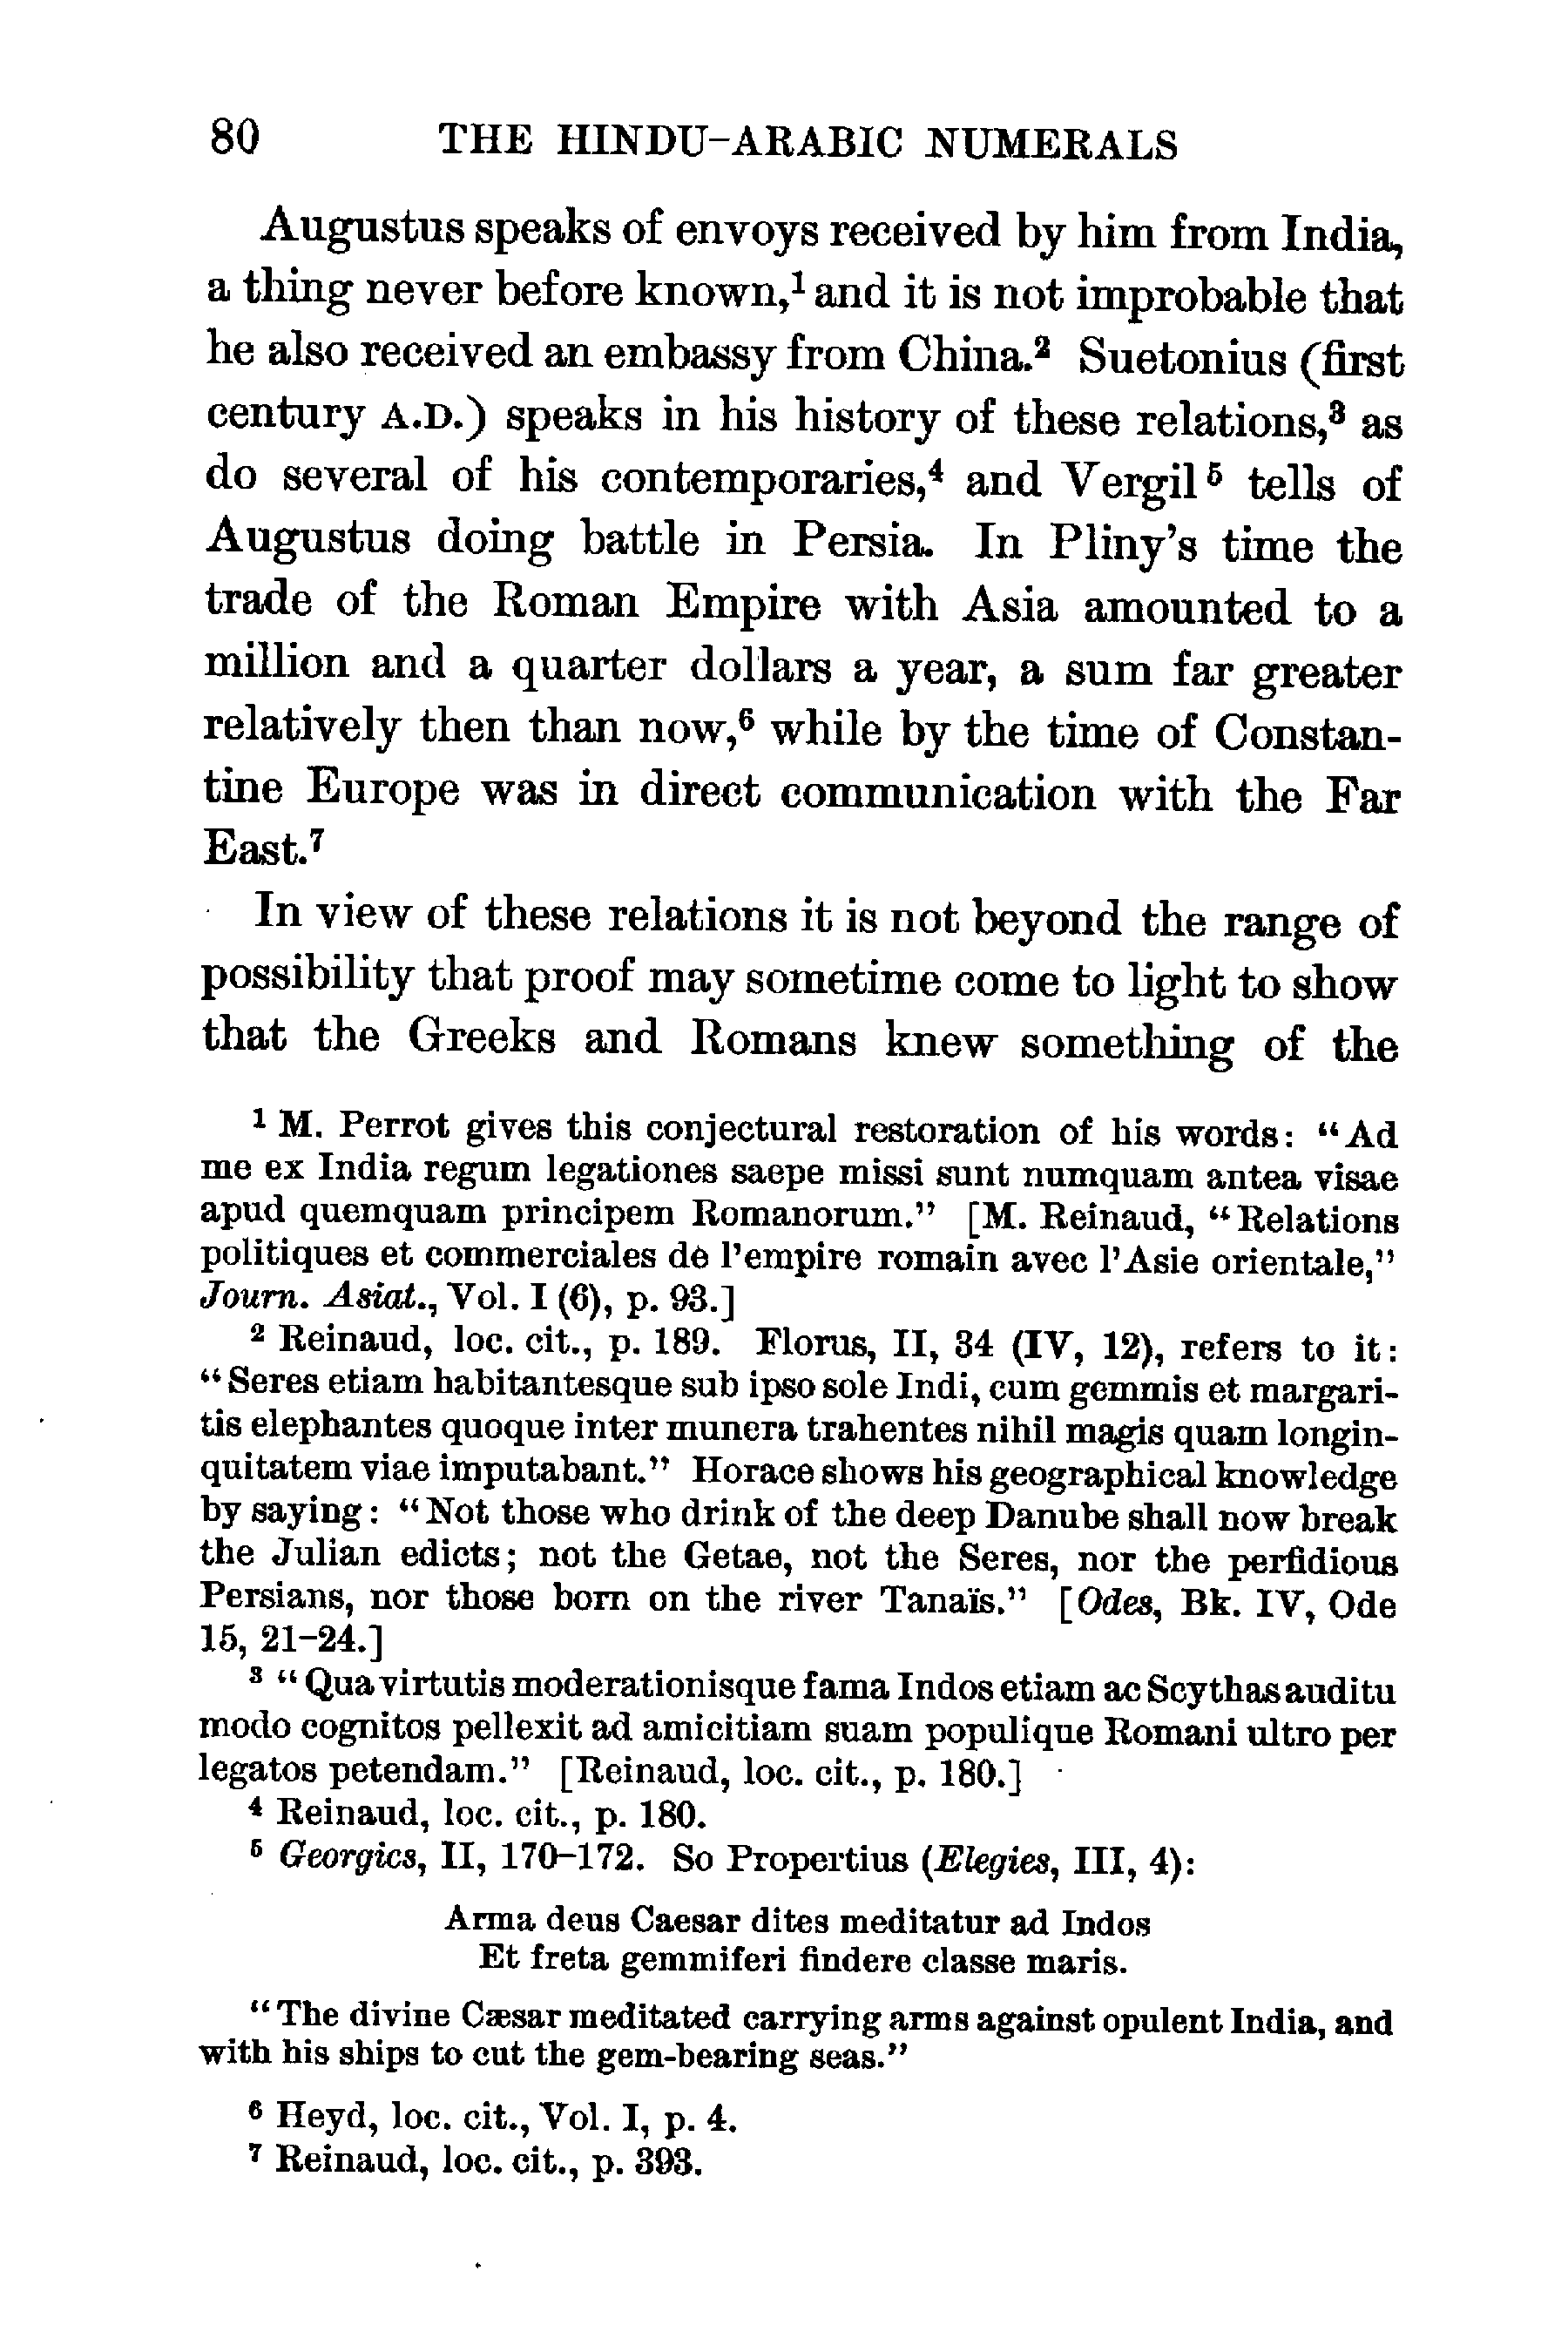 80 THE HINDU-ARABIC NUMERALS
Augustus speaks of envoys received by him from India,
a thing never before known,¹ and it is not improbable that
he also received an embassy from China.² Suetonius (first
century A.D.) speaks in his history of these relations,³ as
do several of his contemporaries,⁴ and Vergil⁵ tells of
Augustus doing battle in Persia. In Pliny's time the
trade of the Roman Empire with Asia amounted to a
million and a quarter dollars a year, a sum far greater
relatively then than now,⁶ while by the time of Constan-
tine Europe was in direct communication with the Far
East.⁷
In view of these relations it is not beyond the range of
possibility that proof may sometime come to light to show
that the Greeks and Romans knew something of the
¹ M. Perrot gives this conjectural restoration of his words: "Ad
me ex India regum legationes saepe missi sunt numquam antea visae
apud quemquam principem Romanorum." [M. Reinaud, "Relations
politiques et commerciales de l'empire romain avec l'Asie orientale,"
Journ. Asiat., Vol. I (6), p. 93.]
² Reinaud, loc. cit., p. 189. Florus, II, 34 (IV, 12), refers to it:
"Seres etiam habitantesque sub ipso sole Indi, cum gemmis et margari-
tis elephantes quoque inter munera trahentes nihil magis quam longin-
quitatem viae imputabant." Horace shows his geographical knowledge
by saying: "Not those who drink of the deep Danube shall now break
the Julian edicts; not the Getae, not the Seres, nor the perfidious
Persians, nor those born on the river Tanaïs." [Odes, Bk. IV, Ode
15, 21-24.]
³ "Qua virtutis moderationisque fama Indos etiam ac Scythas auditu
modo cognitos pellexit ad amicitiam suam populique Romani ultro per
legatos petendam." [Reinaud, loc. cit., p. 180.]
⁴ Reinaud, loc. cit., p. 180.
⁵ Georgics, II, 170-172. So Propertius (Elegies, III, 4):
Arma deus Caesar dites meditatur ad Indos
Et freta gemmiferi findere classe maris.
"The divine Cæsar meditated carrying arms against opulent India, and
with his ships to cut the gem-bearing seas."
⁶ Heyd, loc. cit., Vol. I, p. 4.
⁷ Reinaud, loc. cit., p. 393.